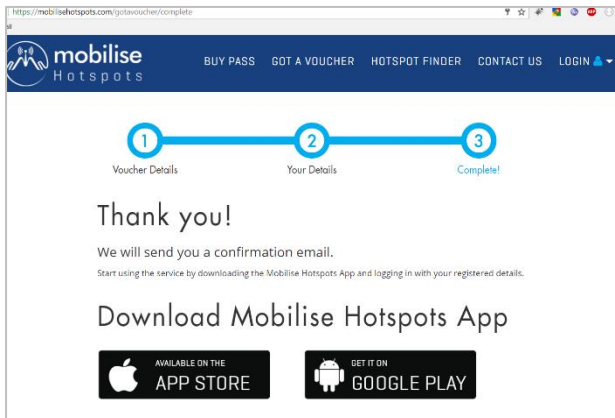 https://mobilisehotspots.com/gotavoucher/complete
mobilise
Hotspots
BUY PASS GOT A VOUCHER HOTSPOT FINDER CONTACT US LOGIN
1 2 3
Voucher Details Your Details Complete!
Thank you!
We will send you a confirmation email.
Start using the service by downloading the Mobilise Hotspots App and logging in with your registered details.
Download Mobilise Hotspots App
AVAILABLE ON THE
APP STORE
GET IT ON
GOOGLE PLAY